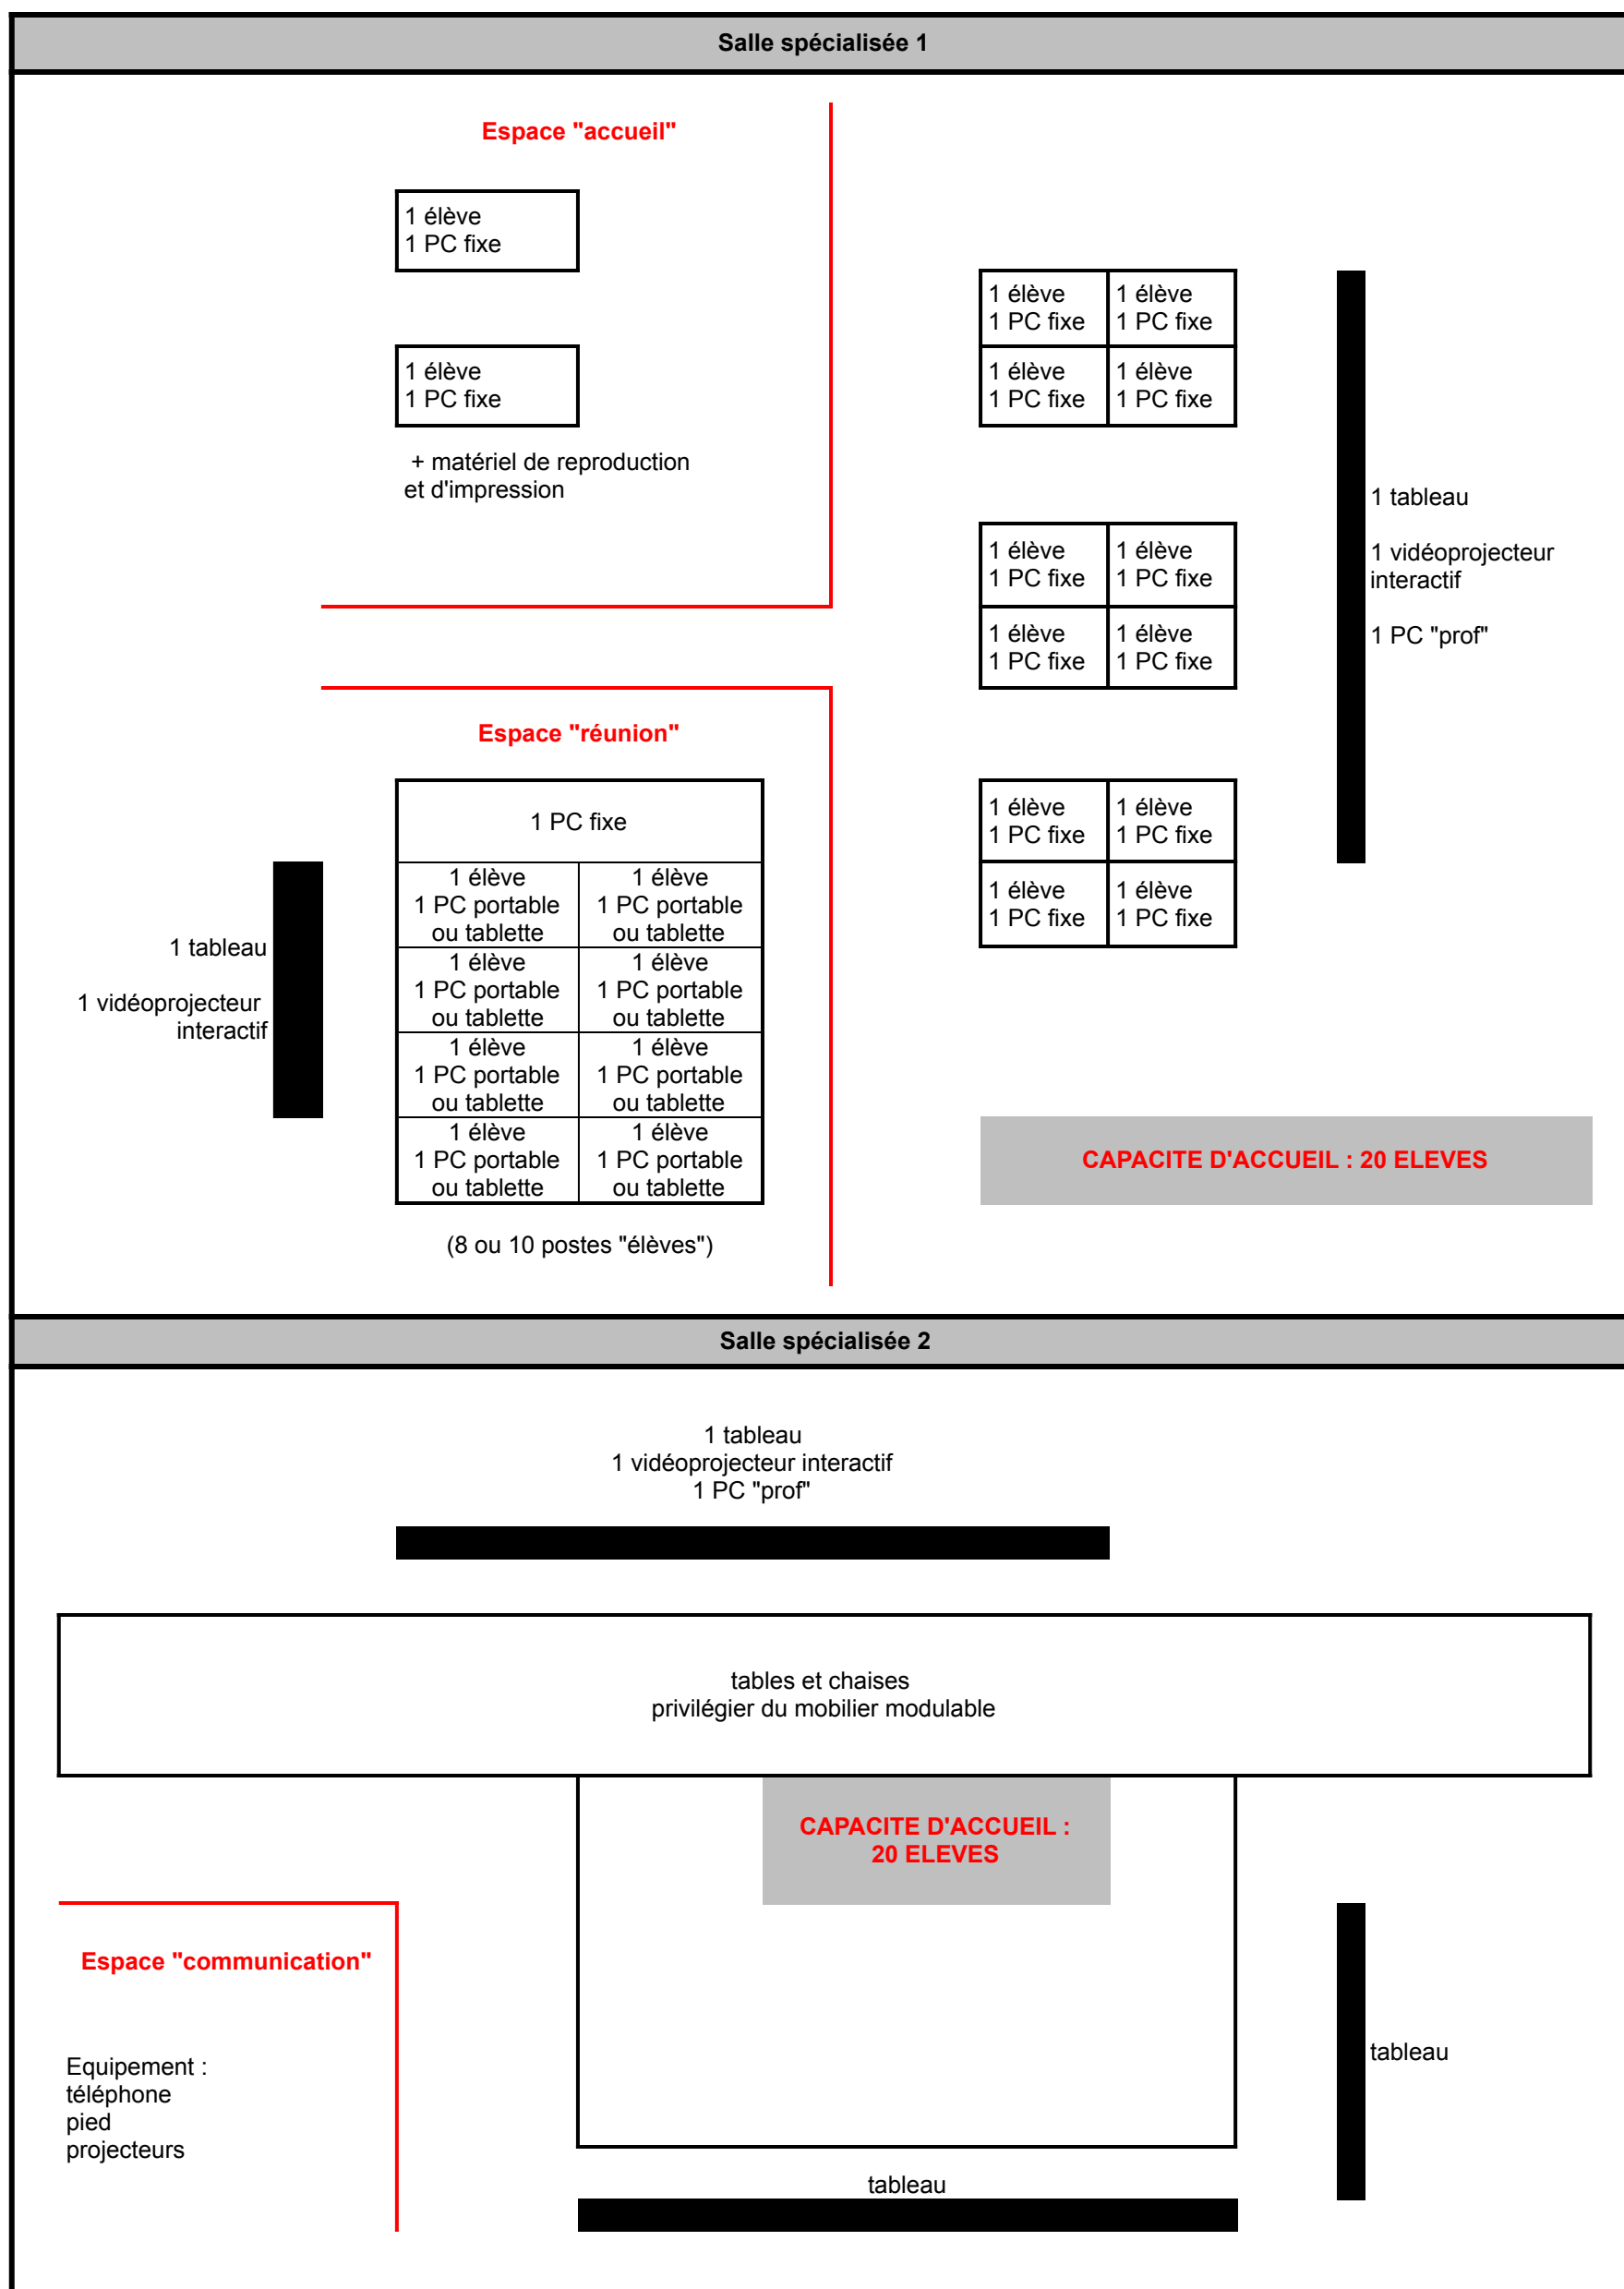 Salle spécialisée 1
Espace "accueil"
1 élève
1 PC fixe
1 élève
1 PC fixe
+ matériel de reproduction
et d'impression
1 élève
1 PC fixe
1 élève
1 PC fixe
1 élève
1 PC fixe
1 élève
1 PC fixe
1 élève
1 PC fixe
1 élève
1 PC fixe
1 élève
1 PC fixe
1 élève
1 PC fixe
1 élève
1 PC fixe
1 élève
1 PC fixe
1 élève
1 PC fixe
1 élève
1 PC fixe
1 tableau
1 vidéoprojecteur
interactif
1 PC "prof"
Espace "réunion"
1 PC fixe
1 élève
1 PC portable
ou tablette
1 élève
1 PC portable
ou tablette
1 élève
1 PC portable
ou tablette
1 élève
1 PC portable
ou tablette
1 élève
1 PC portable
ou tablette
1 élève
1 PC portable
ou tablette
1 élève
1 PC portable
ou tablette
1 élève
1 PC portable
ou tablette
1 tableau
1 vidéoprojecteur
interactif
(8 ou 10 postes "élèves")
CAPACITE D'ACCUEIL : 20 ELEVES
Salle spécialisée 2
1 tableau
1 vidéoprojecteur interactif
1 PC "prof"
tables et chaises
privilégier du mobilier modulable
CAPACITE D'ACCUEIL :
20 ELEVES
Espace "communication"
Equipement :
téléphone
pied
projecteurs
tableau
tableau